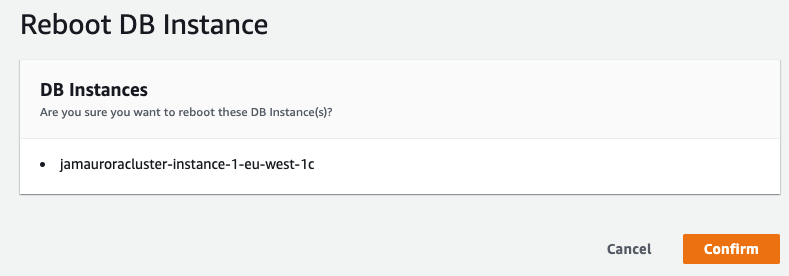 Reboot DB Instance
DB Instances
Are you sure you want to reboot these DB Instance(s)?
• jamauroracluster-instance-1-eu-west-1c
Cancel Confirm